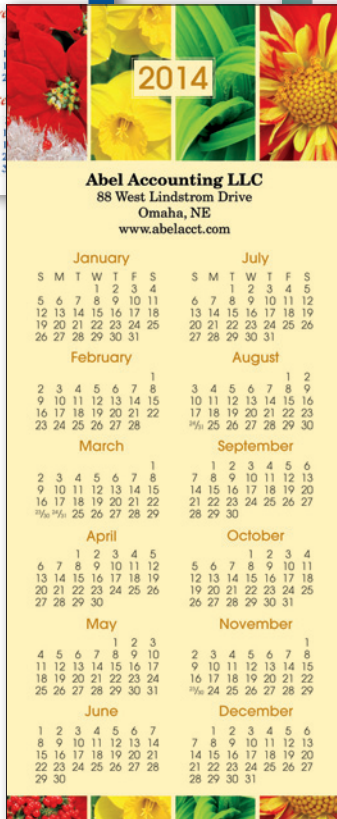 2014
Abel Accounting LLC
88 West Lindstrom Drive
Omaha, NE
www.abelacct.com
January
S M T W T F S
1 2 3 4
5 6 7 8 9 10 11
12 13 14 15 16 17 18
19 20 21 22 23 24 25
26 27 28 29 30 31
February
1
2 3 4 5 6 7 8
9 10 11 12 13 14 15
16 17 18 19 20 21 22
23 24 25 26 27 28
March
1
2 3 4 5 6 7 8
9 10 11 12 13 14 15
16 17 18 19 20 21 22
23/30 24/31 25 26 27 28 29
April
1 2 3 4 5
6 7 8 9 10 11 12
13 14 15 16 17 18 19
20 21 22 23 24 25 26
27 28 29 30
May
1 2 3
4 5 6 7 8 9 10
11 12 13 14 15 16 17
18 19 20 21 22 23 24
25 26 27 28 29 30 31
June
1 2 3 4 5 6 7
8 9 10 11 12 13 14
15 16 17 18 19 20 21
22 23 24 25 26 27 28
29 30
July
S M T W T F S
1 2 3 4 5
6 7 8 9 10 11 12
13 14 15 16 17 18 19
20 21 22 23 24 25 26
27 28 29 30 31
August
1 2
3 4 5 6 7 8 9
10 11 12 13 14 15 16
17 18 19 20 21 22 23
24/31 25 26 27 28 29 30
September
1 2 3 4 5 6
7 8 9 10 11 12 13
14 15 16 17 18 19 20
21 22 23 24 25 26 27
28 29 30
October
1 2 3 4
5 6 7 8 9 10 11
12 13 14 15 16 17 18
19 20 21 22 23 24 25
26 27 28 29 30 31
November
1
2 3 4 5 6 7 8
9 10 11 12 13 14 15
16 17 18 19 20 21 22
23/30 24 25 26 27 28 29
December
1 2 3 4 5 6
7 8 9 10 11 12 13
14 15 16 17 18 19 20
21 22 23 24 25 26 27
28 29 30 31